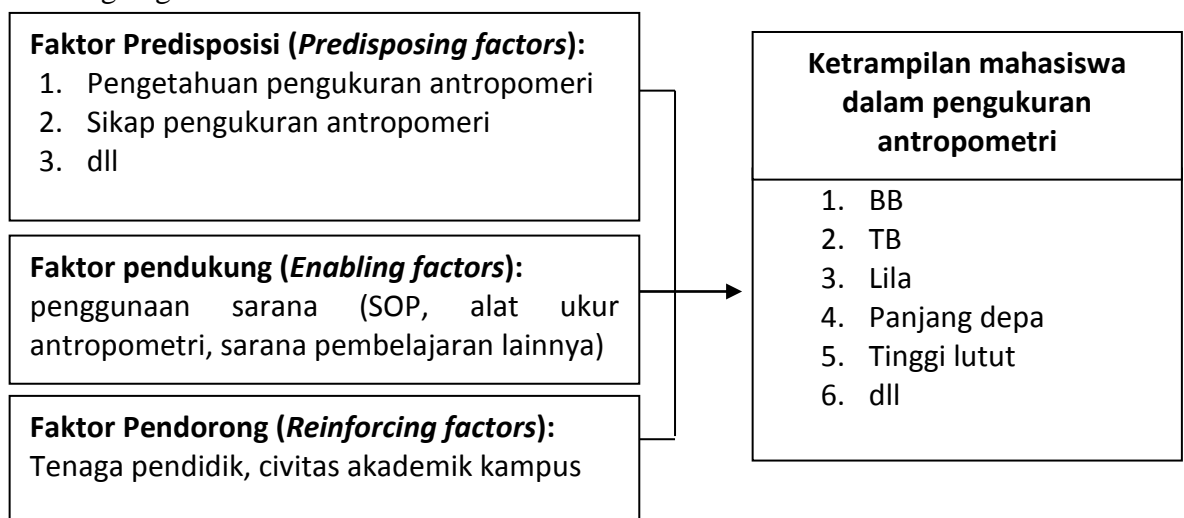 Faktor Predisposisi (Predisposing factors):
1. Pengetahuan pengukuran antropomeri
2. Sikap pengukuran antropomeri
3. dll
Faktor pendukung (Enabling factors):
penggunaan sarana (SOP, alat ukur
antropometri, sarana pembelajaran lainnya)
Faktor Pendorong (Reinforcing factors):
Tenaga pendidik, civitas akademik kampus
Ketrampilan mahasiswa
dalam pengukuran
antropometri
1. BB
2. TB
3. Lila
4. Panjang depa
5. Tinggi lutut
6. dll